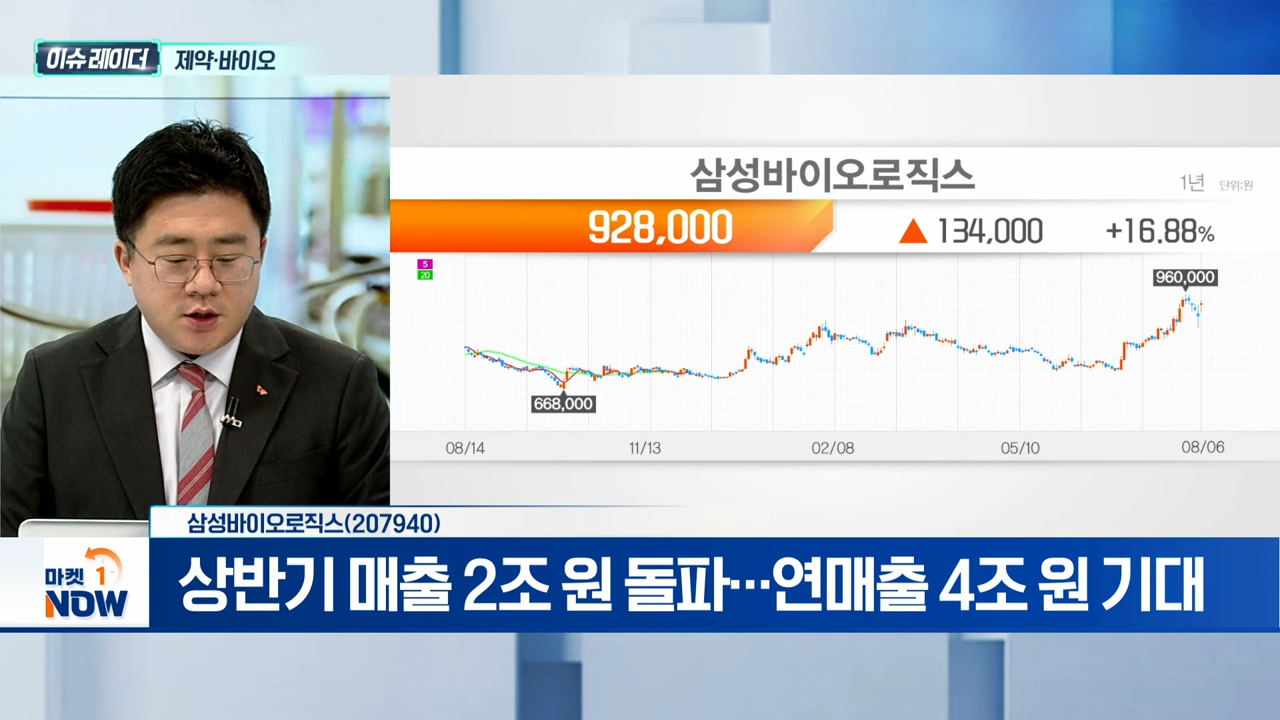 이슈 레이더 제약·바이오
삼성바이오로직스
1년 단위:원
928,000 ▲ 134,000 +16.88%
5
20
960,000
668,000
08/14 11/13 02/08 05/10 08/06
삼성바이오로직스(207940)
마켓 1
NOW
상반기 매출 2조 원 돌파…연매출 4조 원 기대